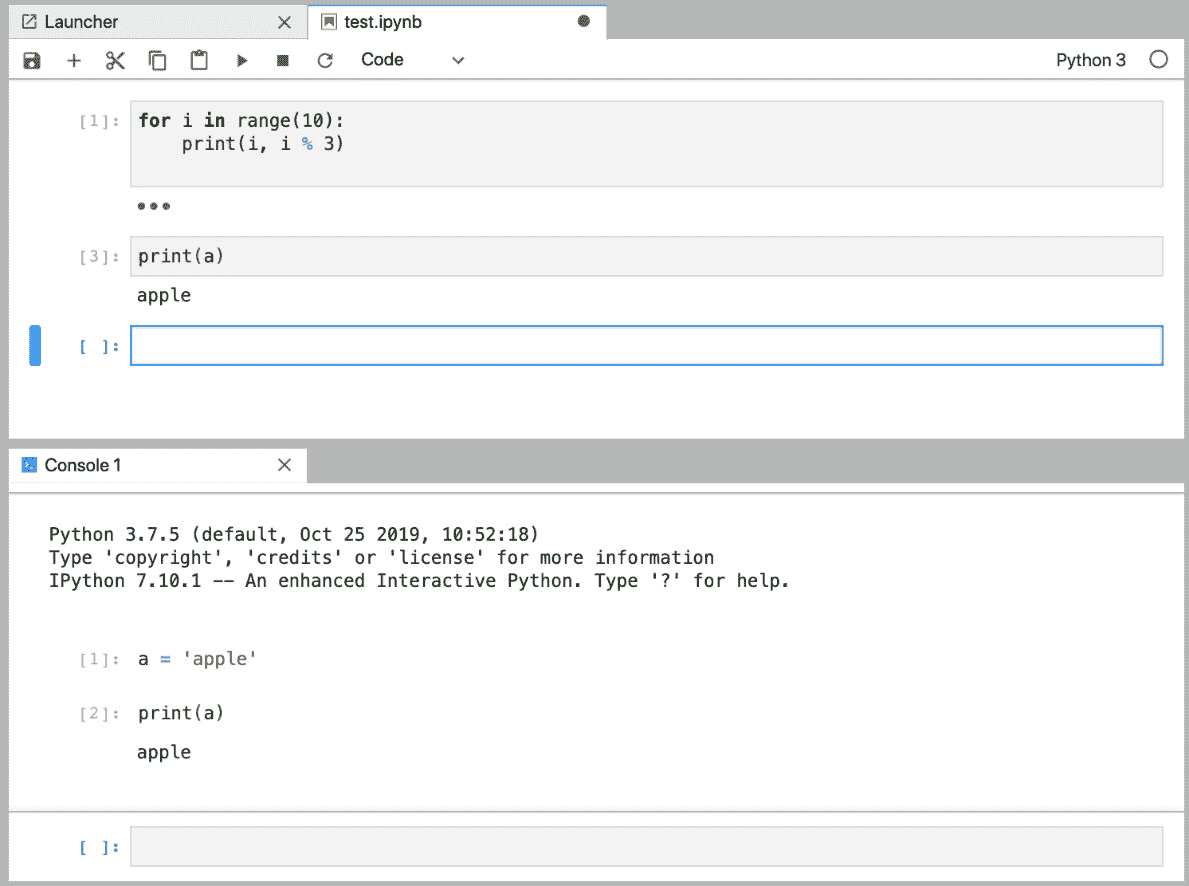 Launcher
test.ipynb
Code
Python 3
[1]: for i in range(10):
    print(i, i % 3)
•••
[3]: print(a)
apple
[ ]:
Console 1
Python 3.7.5 (default, Oct 25 2019, 10:52:18)
Type 'copyright', 'credits' or 'license' for more information
IPython 7.10.1 -- An enhanced Interactive Python. Type '?' for help.
[1]: a = 'apple'
[2]: print(a)
apple
[ ]: